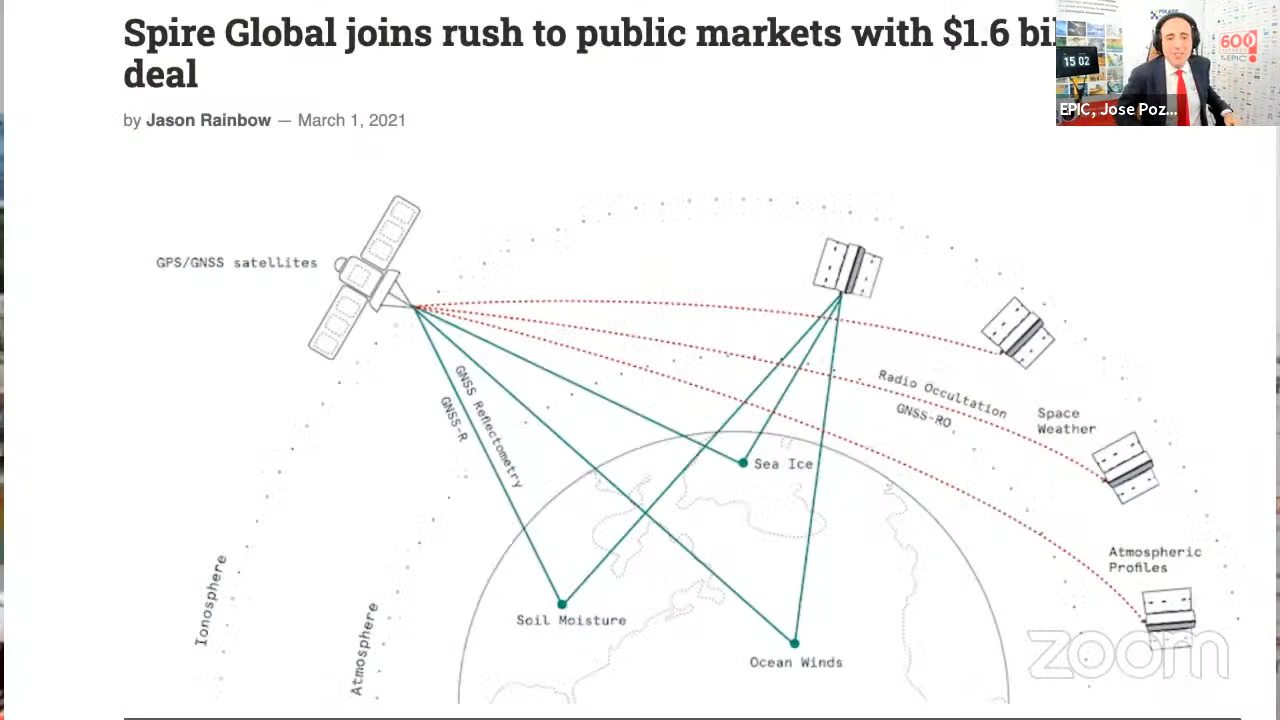 Spire Global joins rush to public markets with $1.6 bi
deal
by Jason Rainbow — March 1, 2021
15 02
600
EPIC
EPIC, Jose Poz...
GPS/GNSS satellites
GNSS Reflectometry
GNSS-R
Radio Occultation
GNSS-RO
Space
Weather
Sea Ice
Atmospheric
Profiles
Soil Moisture
Ocean Winds
Ionosphere
Atmosphere
zoom